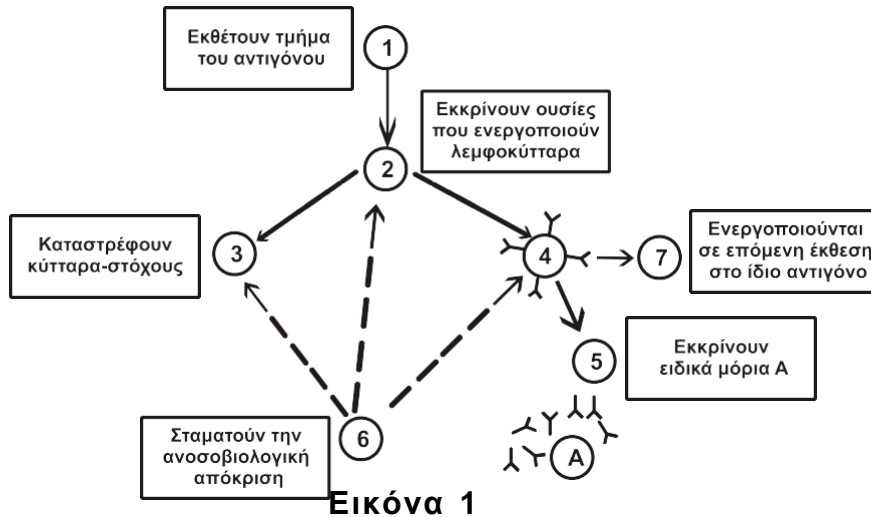 Εκθέτουν τμήμα
του αντιγόνου
1
Εκκρίνουν ουσίες
που ενεργοποιούν
λεμφοκύτταρα
2
Καταστρέφουν
κύτταρα-στόχους
3
4
7
Ενεργοποιούνται
σε επόμενη έκθεση
στο ίδιο αντιγόνο
5
Εκκρίνουν
ειδικά μόρια Α
Σταματούν την
ανοσοβιολογική
απόκριση
6
Α
Εικόνα 1